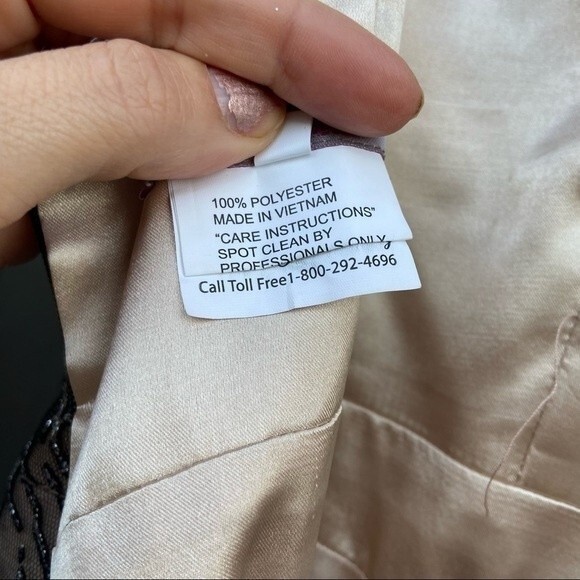 100% POLYESTER
MADE IN VIETNAM
"CARE INSTRUCTIONS"
SPOT CLEAN BY
PROFESSIONALS ONLY
Call Toll Free1-800-292-4696